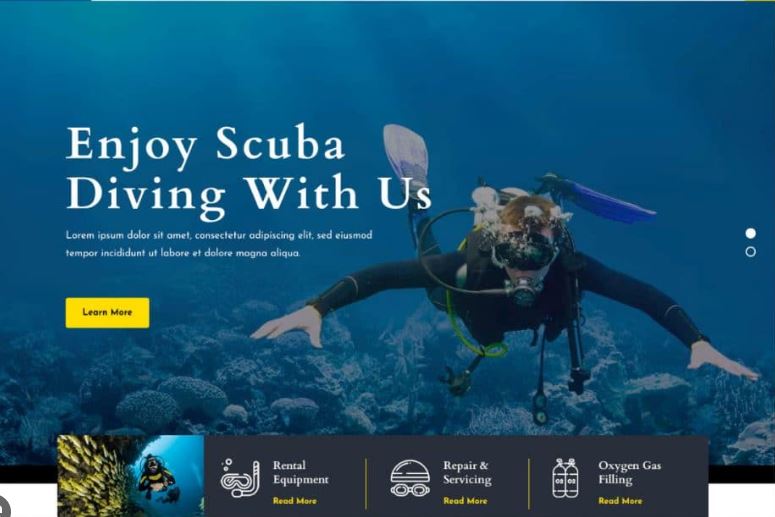 Enjoy Scuba
Diving With Us
Lorem ipsum dolor sit amet, consectetur adipiscing elit, sed eiusmod
tempor incididunt ut labore et dolore magna aliqua.
Learn More
Rental
Equipment
Read More
Repair &
Servicing
Read More
Oxygen Gas
Filling
Read More